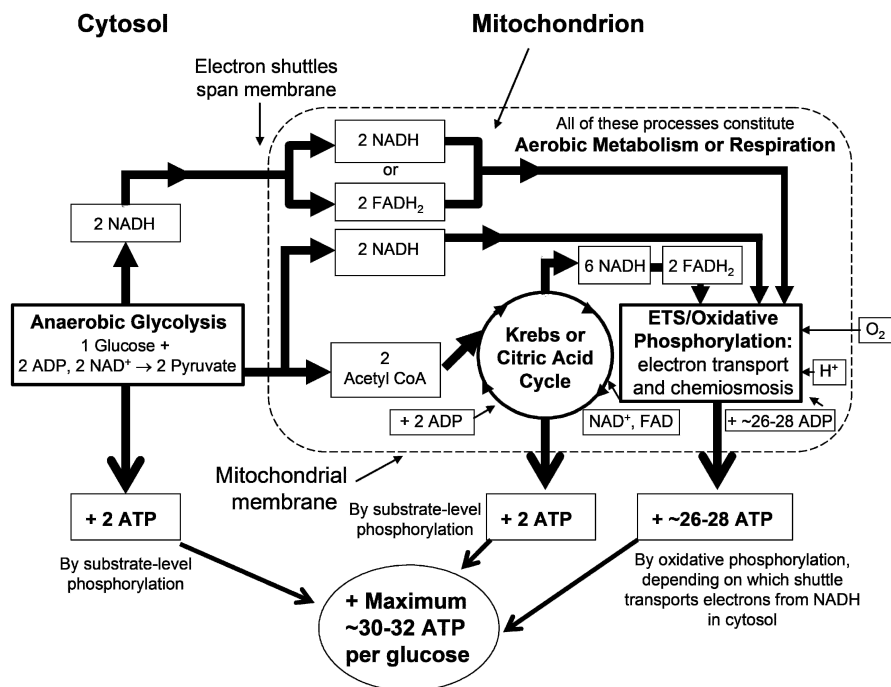 Cytosol
Mitochondrion
Electron shuttles
span membrane
All of these processes constitute
Aerobic Metabolism or Respiration
2 NADH
or
2 FADH₂
2 NADH
2 NADH
6 NADH
2 FADH₂
Anaerobic Glycolysis
1 Glucose +
2 ADP, 2 NAD⁺ → 2 Pyruvate
2
Acetyl CoA
Krebs or
Citric Acid
Cycle
ETS/Oxidative
Phosphorylation:
electron transport
and chemiosmosis
O₂
H⁺
+ 2 ADP
NAD⁺, FAD
+ ~26-28 ADP
Mitochondrial
membrane
+ 2 ATP
By substrate-level
phosphorylation
By substrate-level
phosphorylation
+ 2 ATP
+ ~26-28 ATP
By oxidative phosphorylation,
depending on which shuttle
transports electrons from NADH
in cytosol
+ Maximum
~30-32 ATP
per glucose